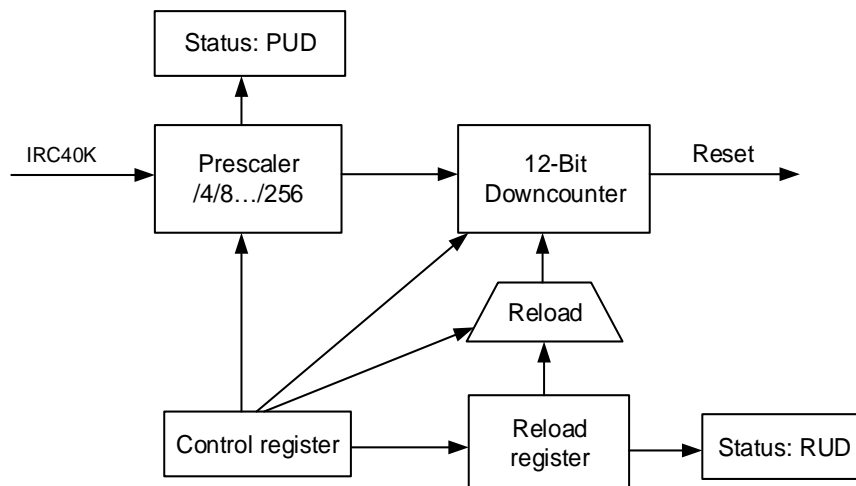 Status: PUD
IRC40K
Prescaler
/4/8…/256
12-Bit
Downcounter
Reset
Reload
Control register
Reload
register
Status: RUD